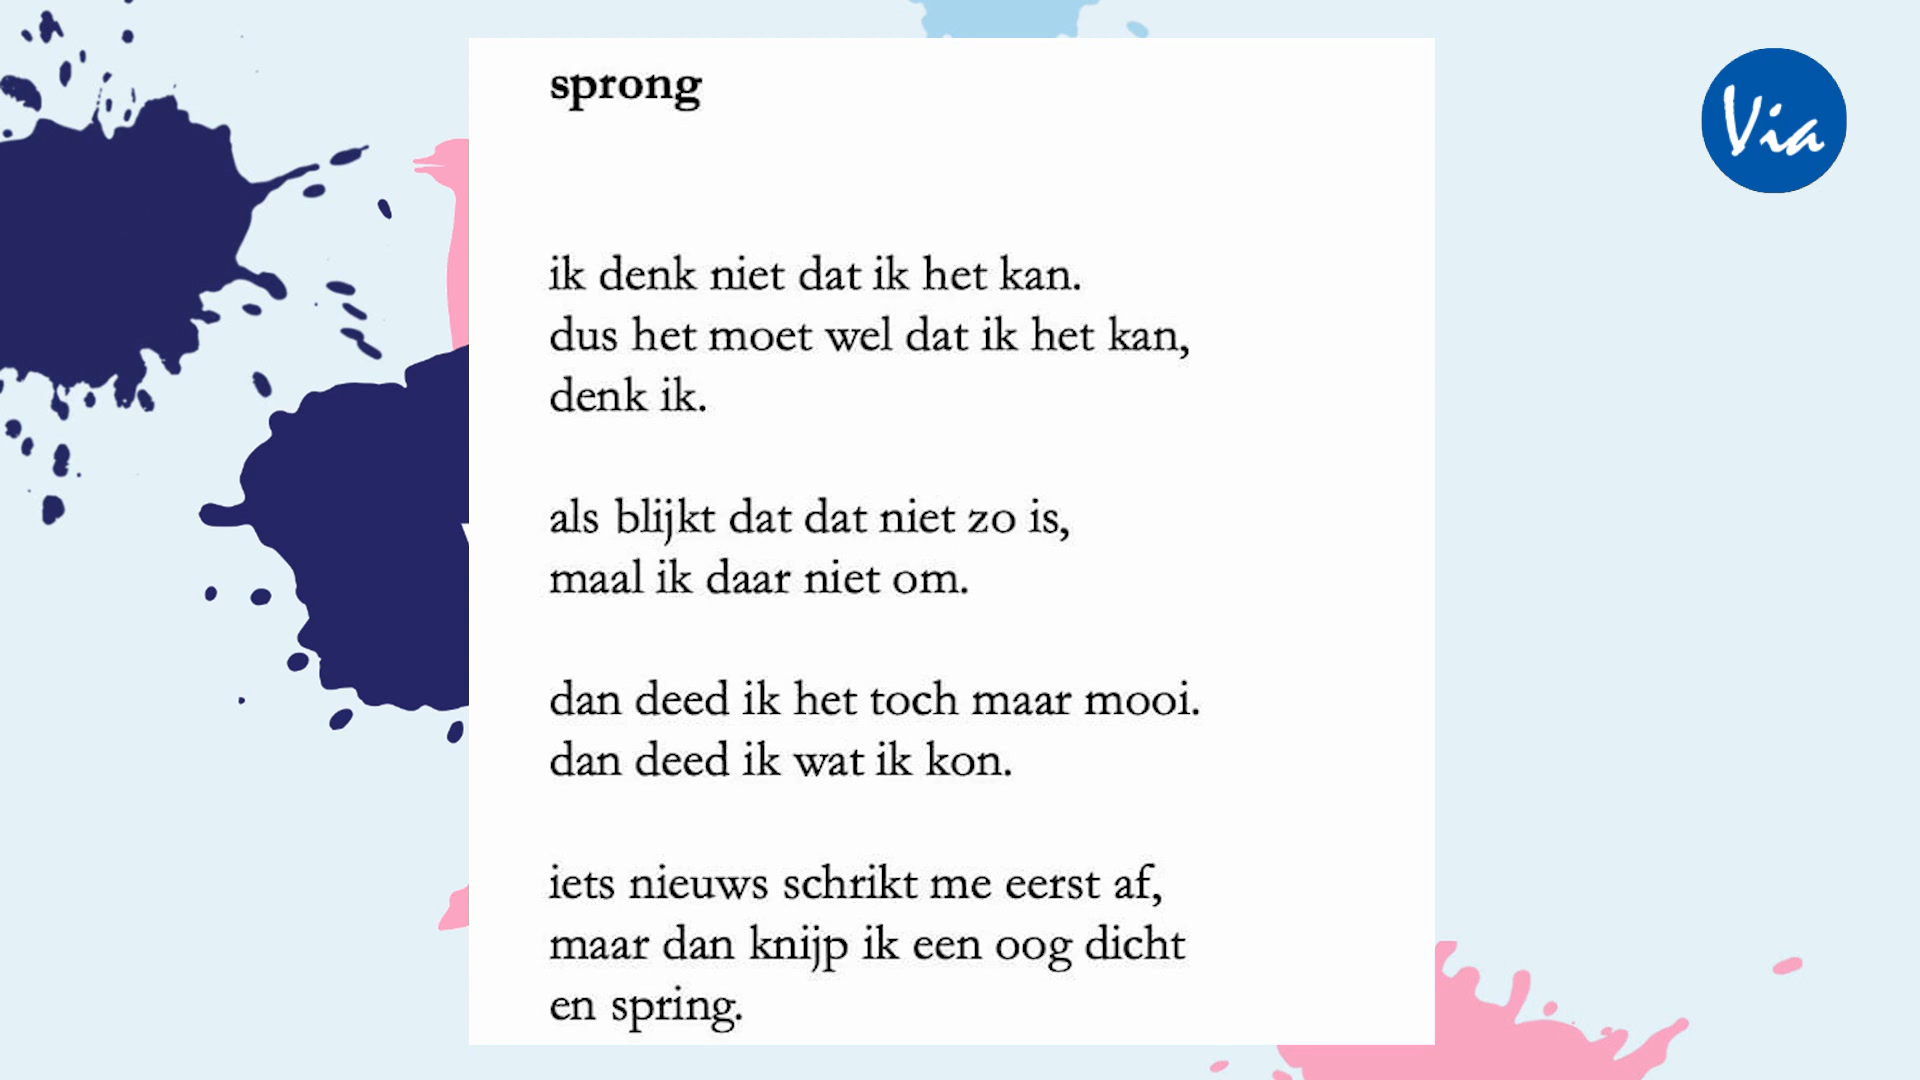 sprong
ik denk niet dat ik het kan.
dus het moet wel dat ik het kan,
denk ik.
als blijkt dat dat niet zo is,
maal ik daar niet om.
dan deed ik het toch maar mooi.
dan deed ik wat ik kon.
iets nieuws schrikt me eerst af,
maar dan knijp ik een oog dicht
en spring.
Via